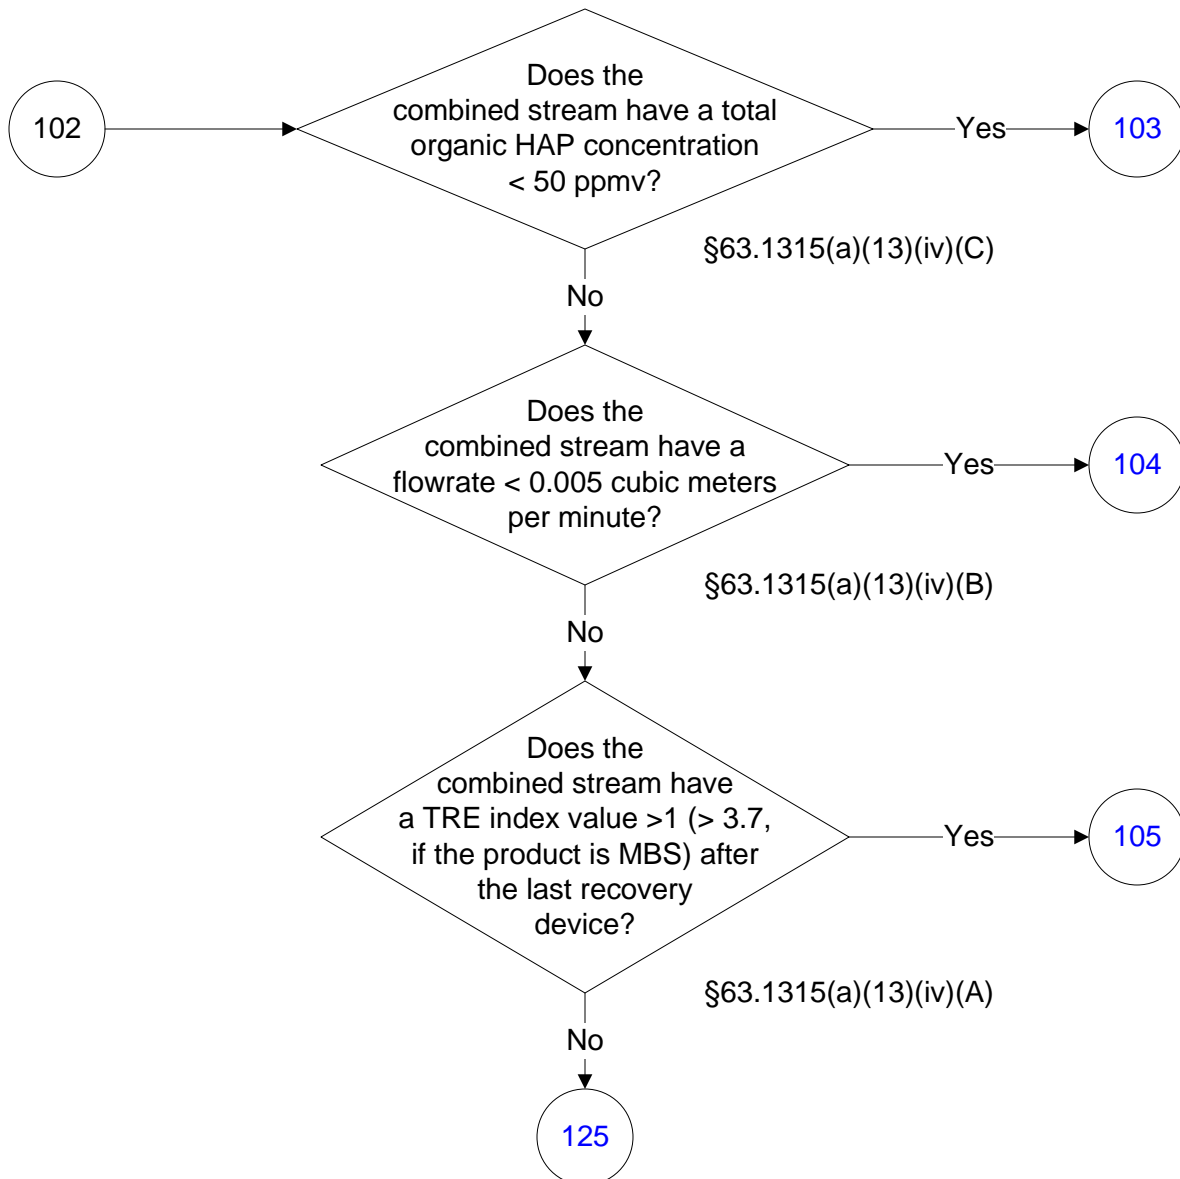 102
Does the
combined stream have a total
organic HAP concentration
< 50 ppmv?
Yes
103
§63.1315(a)(13)(iv)(C)
No
Does the
combined stream have a
flowrate < 0.005 cubic meters
per minute?
Yes
104
§63.1315(a)(13)(iv)(B)
No
Does the
combined stream have
a TRE index value >1 (> 3.7,
if the product is MBS) after
the last recovery
device?
Yes
105
§63.1315(a)(13)(iv)(A)
No
125